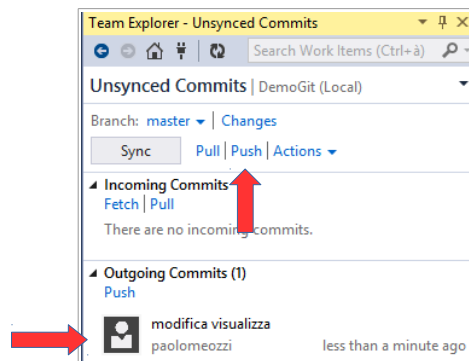 Team Explorer - Unsynced Commits
Search Work Items (Ctrl+à)
Unsynced Commits | DemoGit (Local)
Branch: master | Changes
Sync Pull | Push | Actions
Incoming Commits
Fetch | Pull
There are no incoming commits.
Outgoing Commits (1)
Push
modifica visualizza
paolomeozzi less than a minute ago